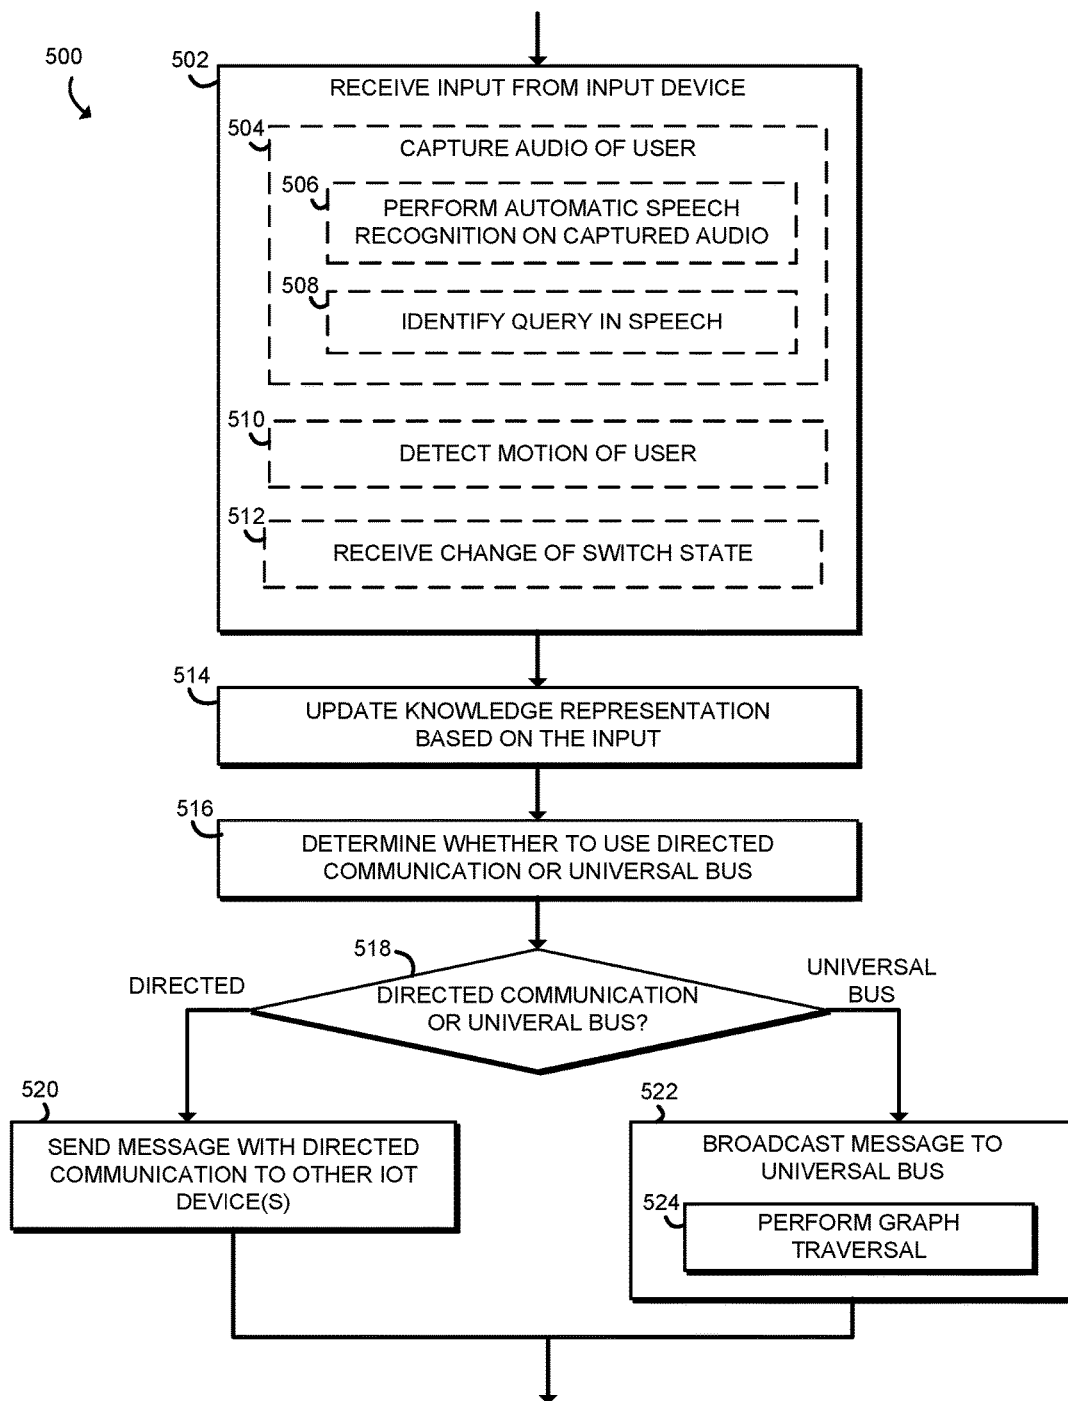 500
502
RECEIVE INPUT FROM INPUT DEVICE
504
CAPTURE AUDIO OF USER
506
PERFORM AUTOMATIC SPEECH
RECOGNITION ON CAPTURED AUDIO
508
IDENTIFY QUERY IN SPEECH
510
DETECT MOTION OF USER
512
RECEIVE CHANGE OF SWITCH STATE
514
UPDATE KNOWLEDGE REPRESENTATION
BASED ON THE INPUT
516
DETERMINE WHETHER TO USE DIRECTED
COMMUNICATION OR UNIVERSAL BUS
518
DIRECTED
DIRECTED COMMUNICATION
OR UNIVERAL BUS?
UNIVERSAL
BUS
520
SEND MESSAGE WITH DIRECTED
COMMUNICATION TO OTHER IOT
DEVICE(S)
522
BROADCAST MESSAGE TO
UNIVERSAL BUS
524
PERFORM GRAPH
TRAVERSAL